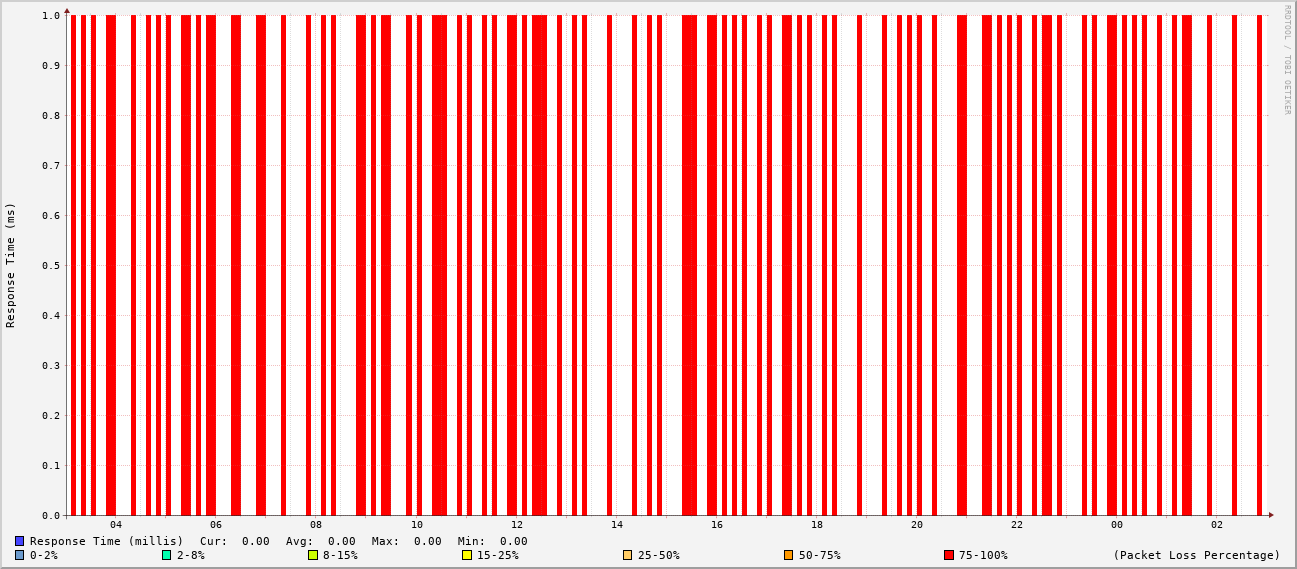 RRDTOOL / TOBI OETIKER
Response Time (ms)
1.0
0.9
0.8
0.7
0.6
0.5
0.4
0.3
0.2
0.1
0.0
04 06 08 10 12 14 16 18 20 22 00 02
Response Time (millis) Cur: 0.00 Avg: 0.00 Max: 0.00 Min: 0.00
0-2% 2-8% 8-15% 15-25% 25-50% 50-75% 75-100% (Packet Loss Percentage)